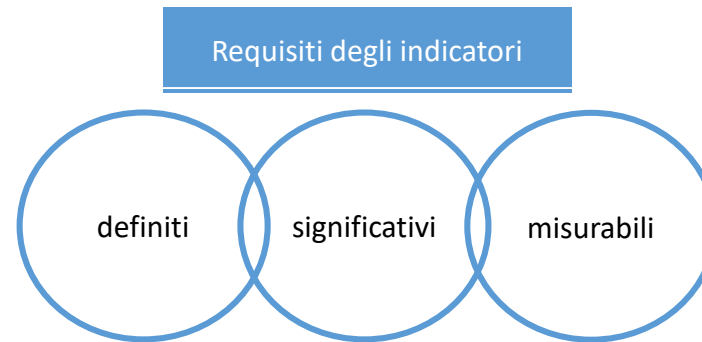 Requisiti degli indicatori
definiti
significativi
misurabili